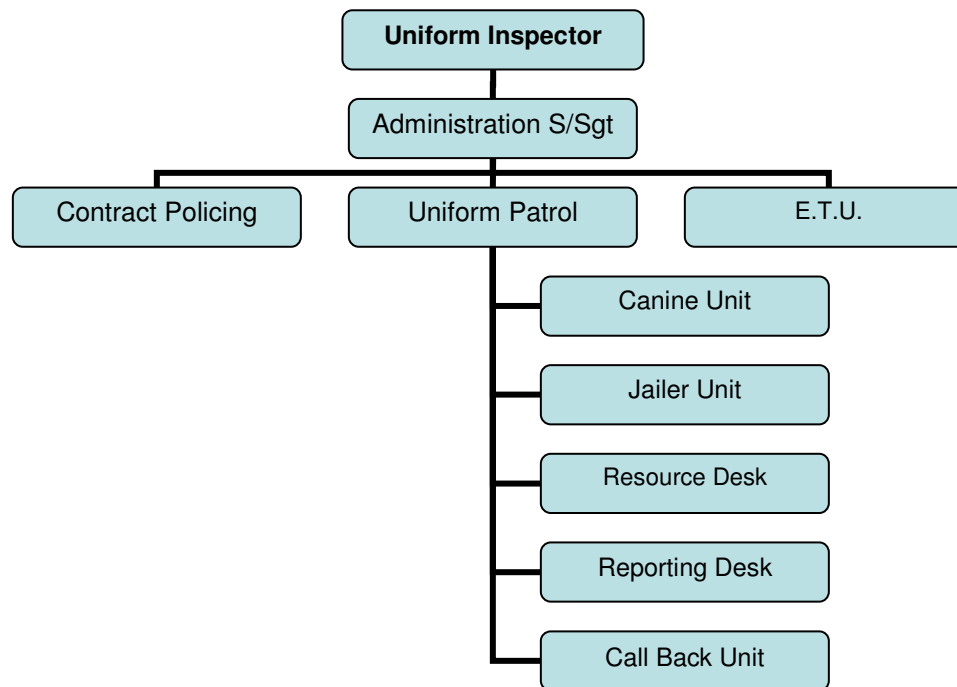 Uniform Inspector
Administration S/Sgt
Contract Policing
Uniform Patrol
E.T.U.
Canine Unit
Jailer Unit
Resource Desk
Reporting Desk
Call Back Unit